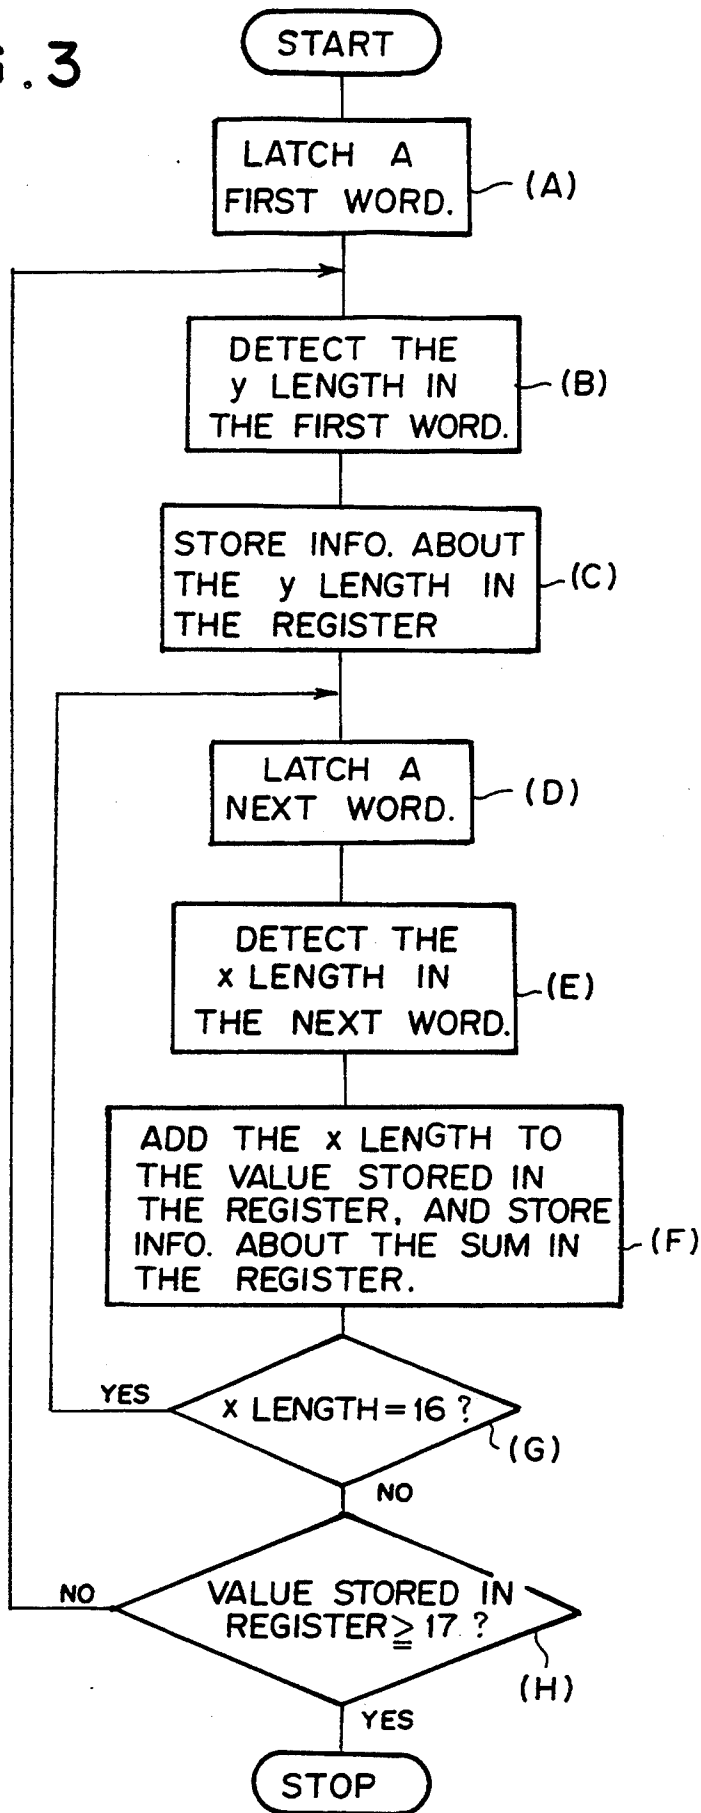 .3
START
LATCH A
FIRST WORD.
(A)
DETECT THE
y LENGTH IN
THE FIRST WORD.
(B)
STORE INFO. ABOUT
THE y LENGTH IN
THE REGISTER
(C)
LATCH A
NEXT WORD.
(D)
DETECT THE
x LENGTH IN
THE NEXT WORD.
(E)
ADD THE x LENGTH TO
THE VALUE STORED IN
THE REGISTER, AND STORE
INFO. ABOUT THE SUM IN
THE REGISTER.
(F)
YES
x LENGTH = 16 ?
(G)
NO
NO
VALUE STORED IN
REGISTER ≧ 17 ?
(H)
YES
STOP